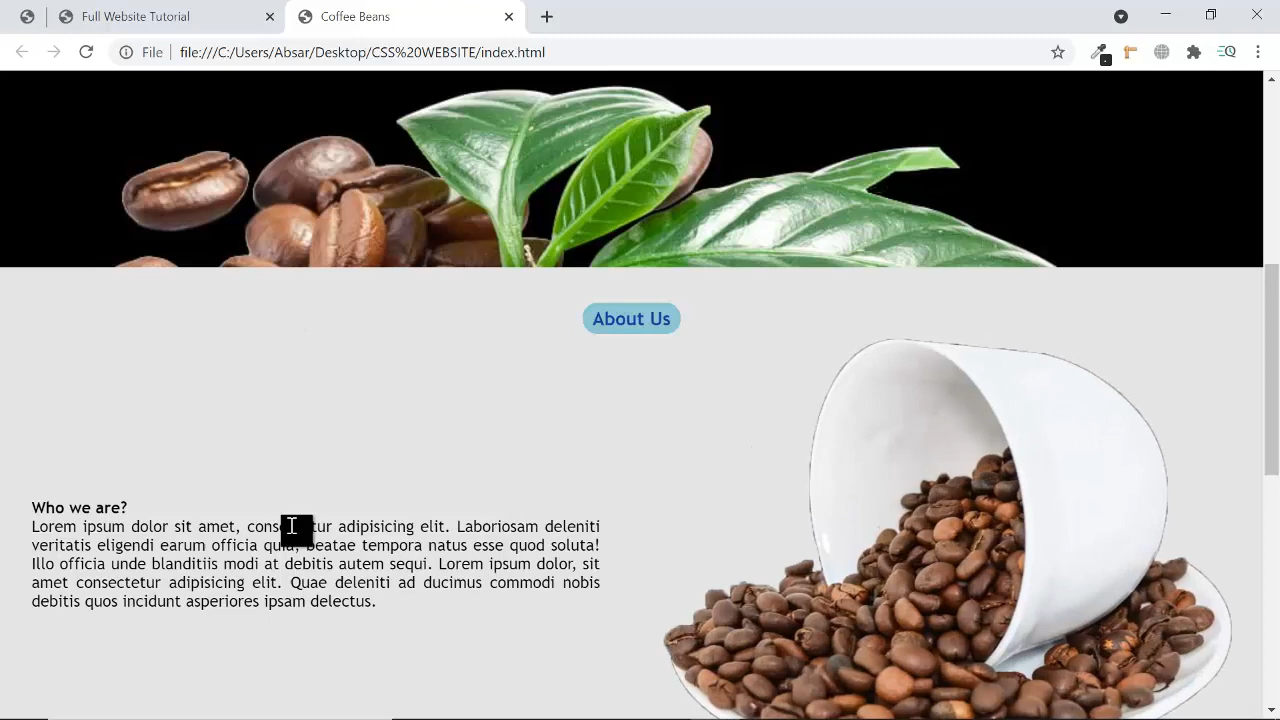 Full Website Tutorial
Coffee Beans
File
file:///C:/Users/Absar/Desktop/CSS%20WEBSITE/index.html
About Us
Who we are?
Lorem ipsum dolor sit amet, cons tur adipisicing elit. Laboriosam deleniti
veritatis eligendi earum officia quia, beatae tempora natus esse quod soluta!
Illo officia unde blanditiis modi at debitis autem sequi. Lorem ipsum dolor, sit
amet consectetur adipisicing elit. Quae deleniti ad ducimus commodi nobis
debitis quos incidunt asperiores ipsam delectus.